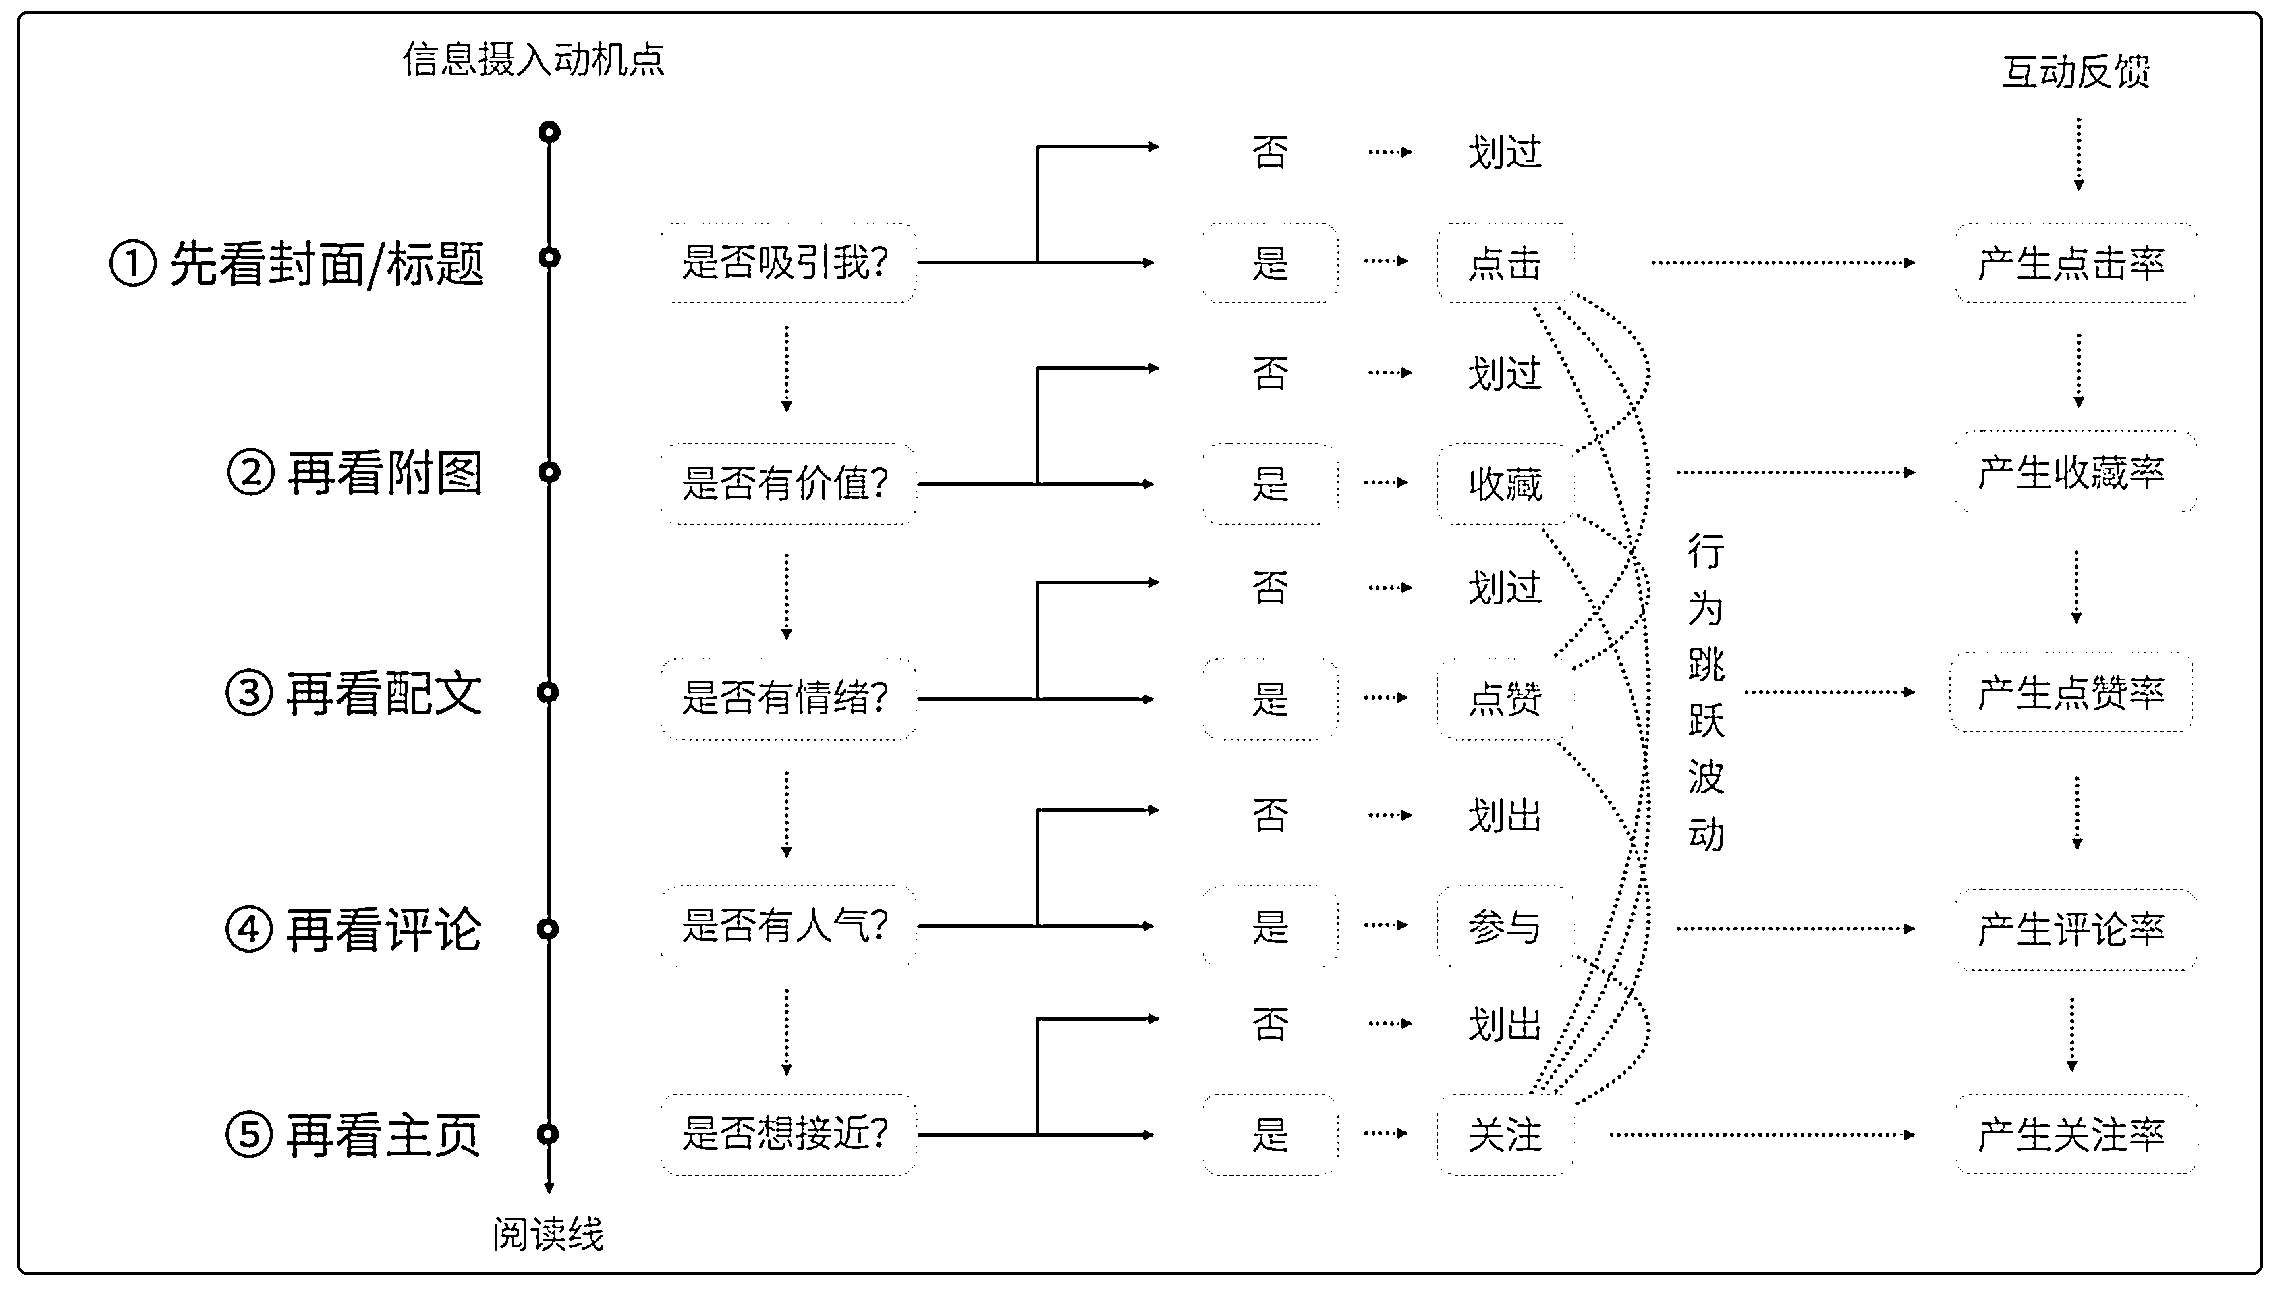 信息摄入动机点
互动反馈
否
划过
① 先看封面/标题
是否吸引我？
是
点击
产生点击率
否
划过
② 再看附图
是否有价值？
是
收藏
产生收藏率
行为跳跃波动
否
划过
③ 再看配文
是否有情绪？
是
点赞
产生点赞率
否
划出
④ 再看评论
是否有人气？
是
参与
产生评论率
否
划出
⑤ 再看主页
是否想接近？
是
关注
产生关注率
阅读线